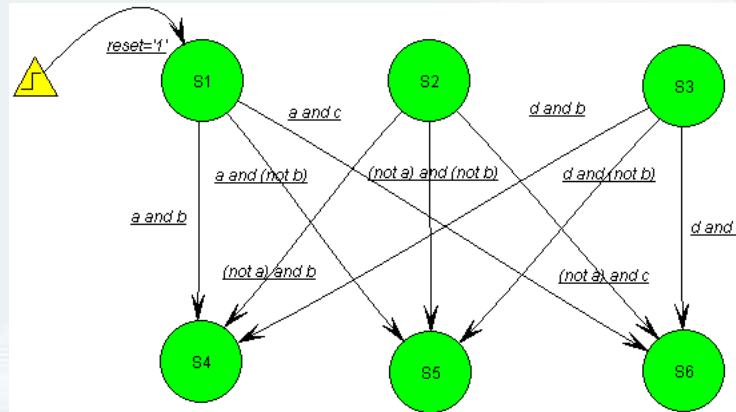 reset='1'
S1
S2
S3
a and c
d and b
a and (not b)
(not a) and (not b)
d and (not b)
a and b
d and
(not a) and b
(not a) and c
S4
S5
S6